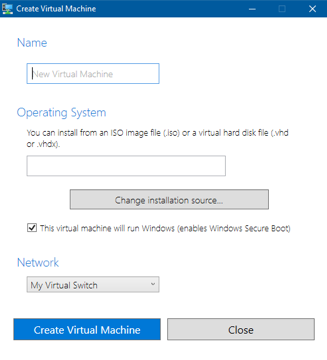 Create Virtual Machine
Name
New Virtual Machine
Operating System
You can install from an ISO image file (.iso) or a virtual hard disk file (.vhd
or .vhdx).
Change installation source...
This virtual machine will run Windows (enables Windows Secure Boot)
Network
My Virtual Switch
Create Virtual Machine
Close